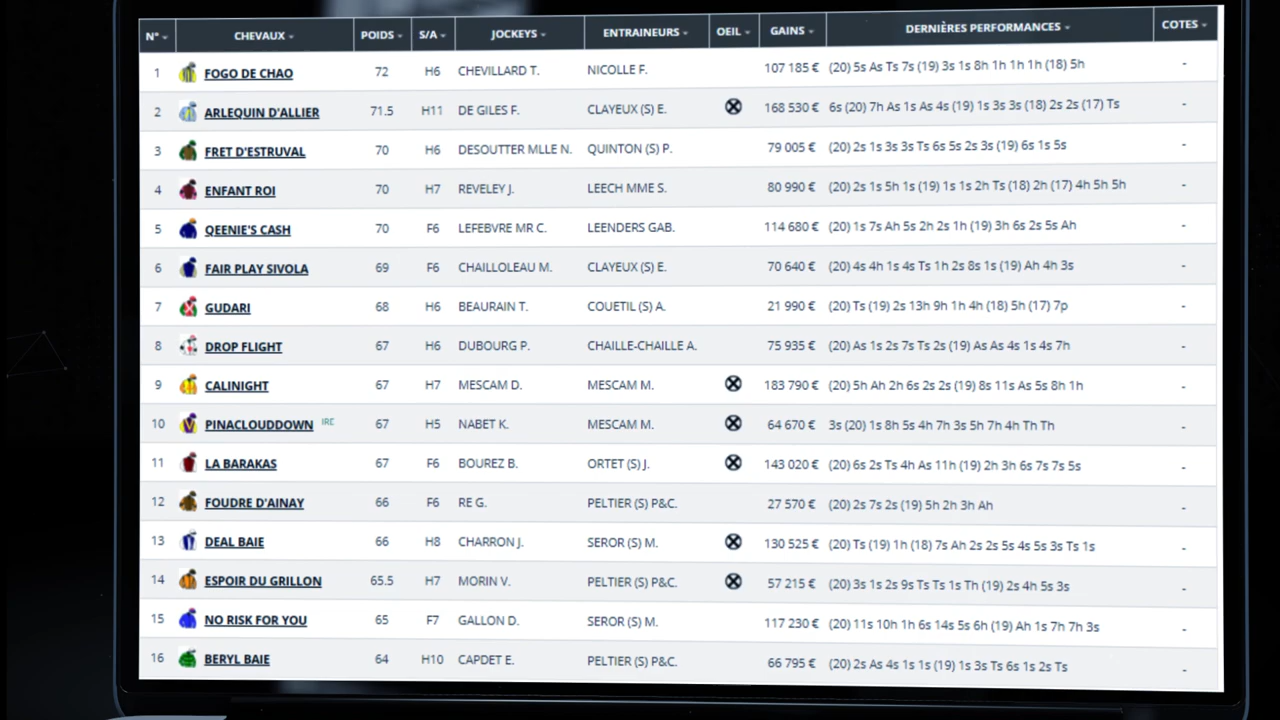 N° CHEVAUX POIDS S/A JOCKEYS ENTRAINEURS OEIL GAINS DERNIÈRES PERFORMANCES COTES
1 FOGO DE CHAO 72 H6 CHEVILLARD T. NICOLLE F. 107 185 € (20) 5s As Ts 7s (19) 3s 1s 8h 1h 1h 1h (18) 5h -
2 ARLEQUIN D'ALLIER 71.5 H11 DE GILES F. CLAYEUX (S) E. 168 530 € 6s (20) 7h As 1s As 4s (19) 1s 3s 3s (18) 2s 2s (17) Ts -
3 FRET D'ESTRUVAL 70 H6 DESOUTTER MLLE N. QUINTON (S) P. 79 005 € (20) 2s 1s 3s 3s Ts 6s 5s 2s 3s (19) 6s 1s 5s -
4 ENFANT ROI 70 H7 REVELEY J. LEECH MME S. 80 990 € (20) 2s 1s 5h 1s (19) 1s 1s 2h Ts (18) 2h (17) 4h 5h 5h -
5 QEENIE'S CASH 70 F6 LEFEBVRE MR C. LEENDERS GAB. 114 680 € (20) 1s 7s Ah 5s 2h 2s 1h (19) 3h 6s 2s 5s Ah -
6 FAIR PLAY SIVOLA 69 F6 CHAILLOLEAU M. CLAYEUX (S) E. 70 640 € (20) 4s 4h 1s 4s Ts 1h 2s 8s 1s (19) Ah 4h 3s -
7 GUDARI 68 H6 BEAURAIN T. COUETIL (S) A. 21 990 € (20) Ts (19) 2s 13h 9h 1h 4h (18) 5h (17) 7p -
8 DROP FLIGHT 67 H6 DUBOURG P. CHAILLE-CHAILLE A. 75 935 € (20) As 1s 2s 7s Ts 2s (19) As As 4s 1s 4s 7h -
9 CALINIGHT 67 H7 MESCAM D. MESCAM M. 183 790 € (20) 5h Ah 2h 6s 2s 2s (19) 8s 11s As 5s 8h 1h -
10 PINACLOUDDOWN IRE 67 H5 NABET K. MESCAM M. 64 670 € 3s (20) 1s 8h 5s 4h 7h 3s 5h 7h 4h Th Th -
11 LA BARAKAS 67 F6 BOUREZ B. ORTET (S) J. 143 020 € (20) 6s 2s Ts 4h As 11h (19) 2h 3h 6s 7s 7s 5s -
12 FOUDRE D'AINAY 66 F6 RE G. PELTIER (S) P&C. 27 570 € (20) 2s 7s 2s (19) 5h 2h 3h Ah -
13 DEAL BAIE 66 H8 CHARRON J. SEROR (S) M. 130 525 € (20) Ts (19) 1h (18) 7s Ah 2s 2s 5s 4s 5s 3s Ts 1s -
14 ESPOIR DU GRILLON 65.5 H7 MORIN V. PELTIER (S) P&C. 57 215 € (20) 3s 1s 2s 9s Ts Ts 1s Th (19) 2s 4h 5s 3s -
15 NO RISK FOR YOU 65 F7 GALLON D. SEROR (S) M. 117 230 € (20) 11s 10h 1h 6s 14s 5s 6h (19) Ah 1s 7h 7h 3s -
16 BERYL BAIE 64 H10 CAPDET E. PELTIER (S) P&C. 66 795 € (20) 2s As 4s 1s 1s (19) 1s 3s Ts 6s 1s 2s Ts -